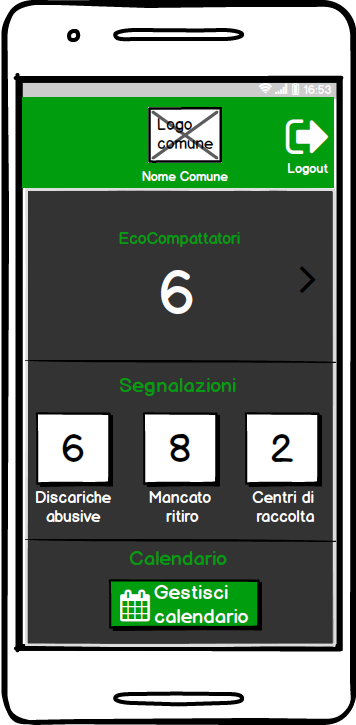 16:53
Logo
comune
Nome Comune
Logout
EcoCompattatori
6
Segnalazioni
6
8
2
Discariche
abusive
Mancato
ritiro
Centri di
raccolta
Calendario
Gestisci
calendario